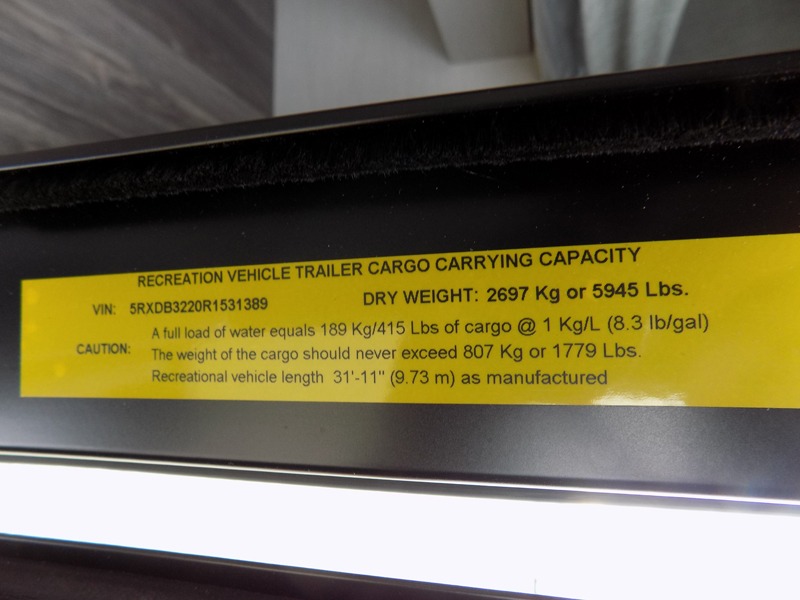 RECREATION VEHICLE TRAILER CARGO CARRYING CAPACITY
VIN: 5RXDB3220R1531389 DRY WEIGHT: 2697 Kg or 5945 Lbs.
A full load of water equals 189 Kg/415 Lbs of cargo @ 1 Kg/L (8.3 lb/gal)
CAUTION: The weight of the cargo should never exceed 807 Kg or 1779 Lbs.
Recreational vehicle length 31'-11" (9.73 m) as manufactured